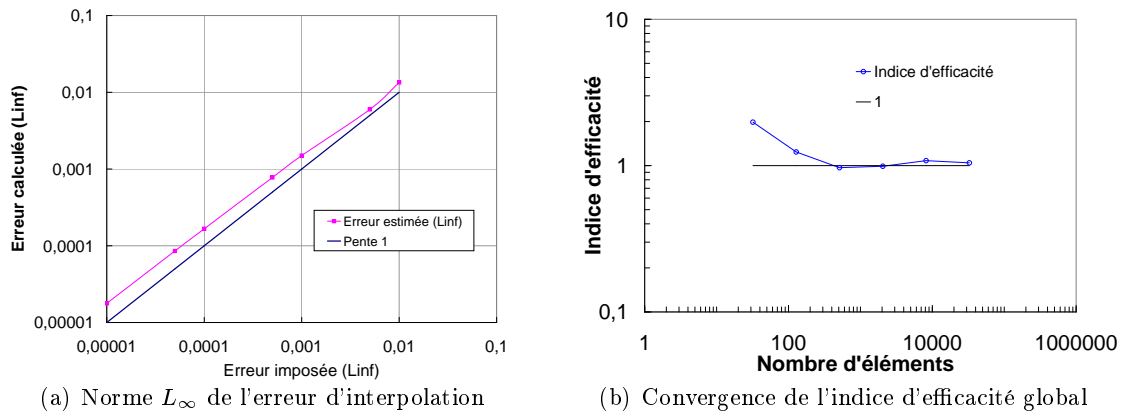 0,1
0,01
0,001
0,0001
0,00001
Erreur calculée (Linf)
0,00001
0,0001
0,001
0,01
0,1
Erreur imposée (Linf)
Erreur estimée (Linf)
Pente 1
(a) Norme L∞ de l'erreur d'interpolation
10
1
0,1
Indice d'efficacité
1
100
10000
1000000
Nombre d'éléments
Indice d'efficacité
1
(b) Convergence de l'indice d'efficacité global